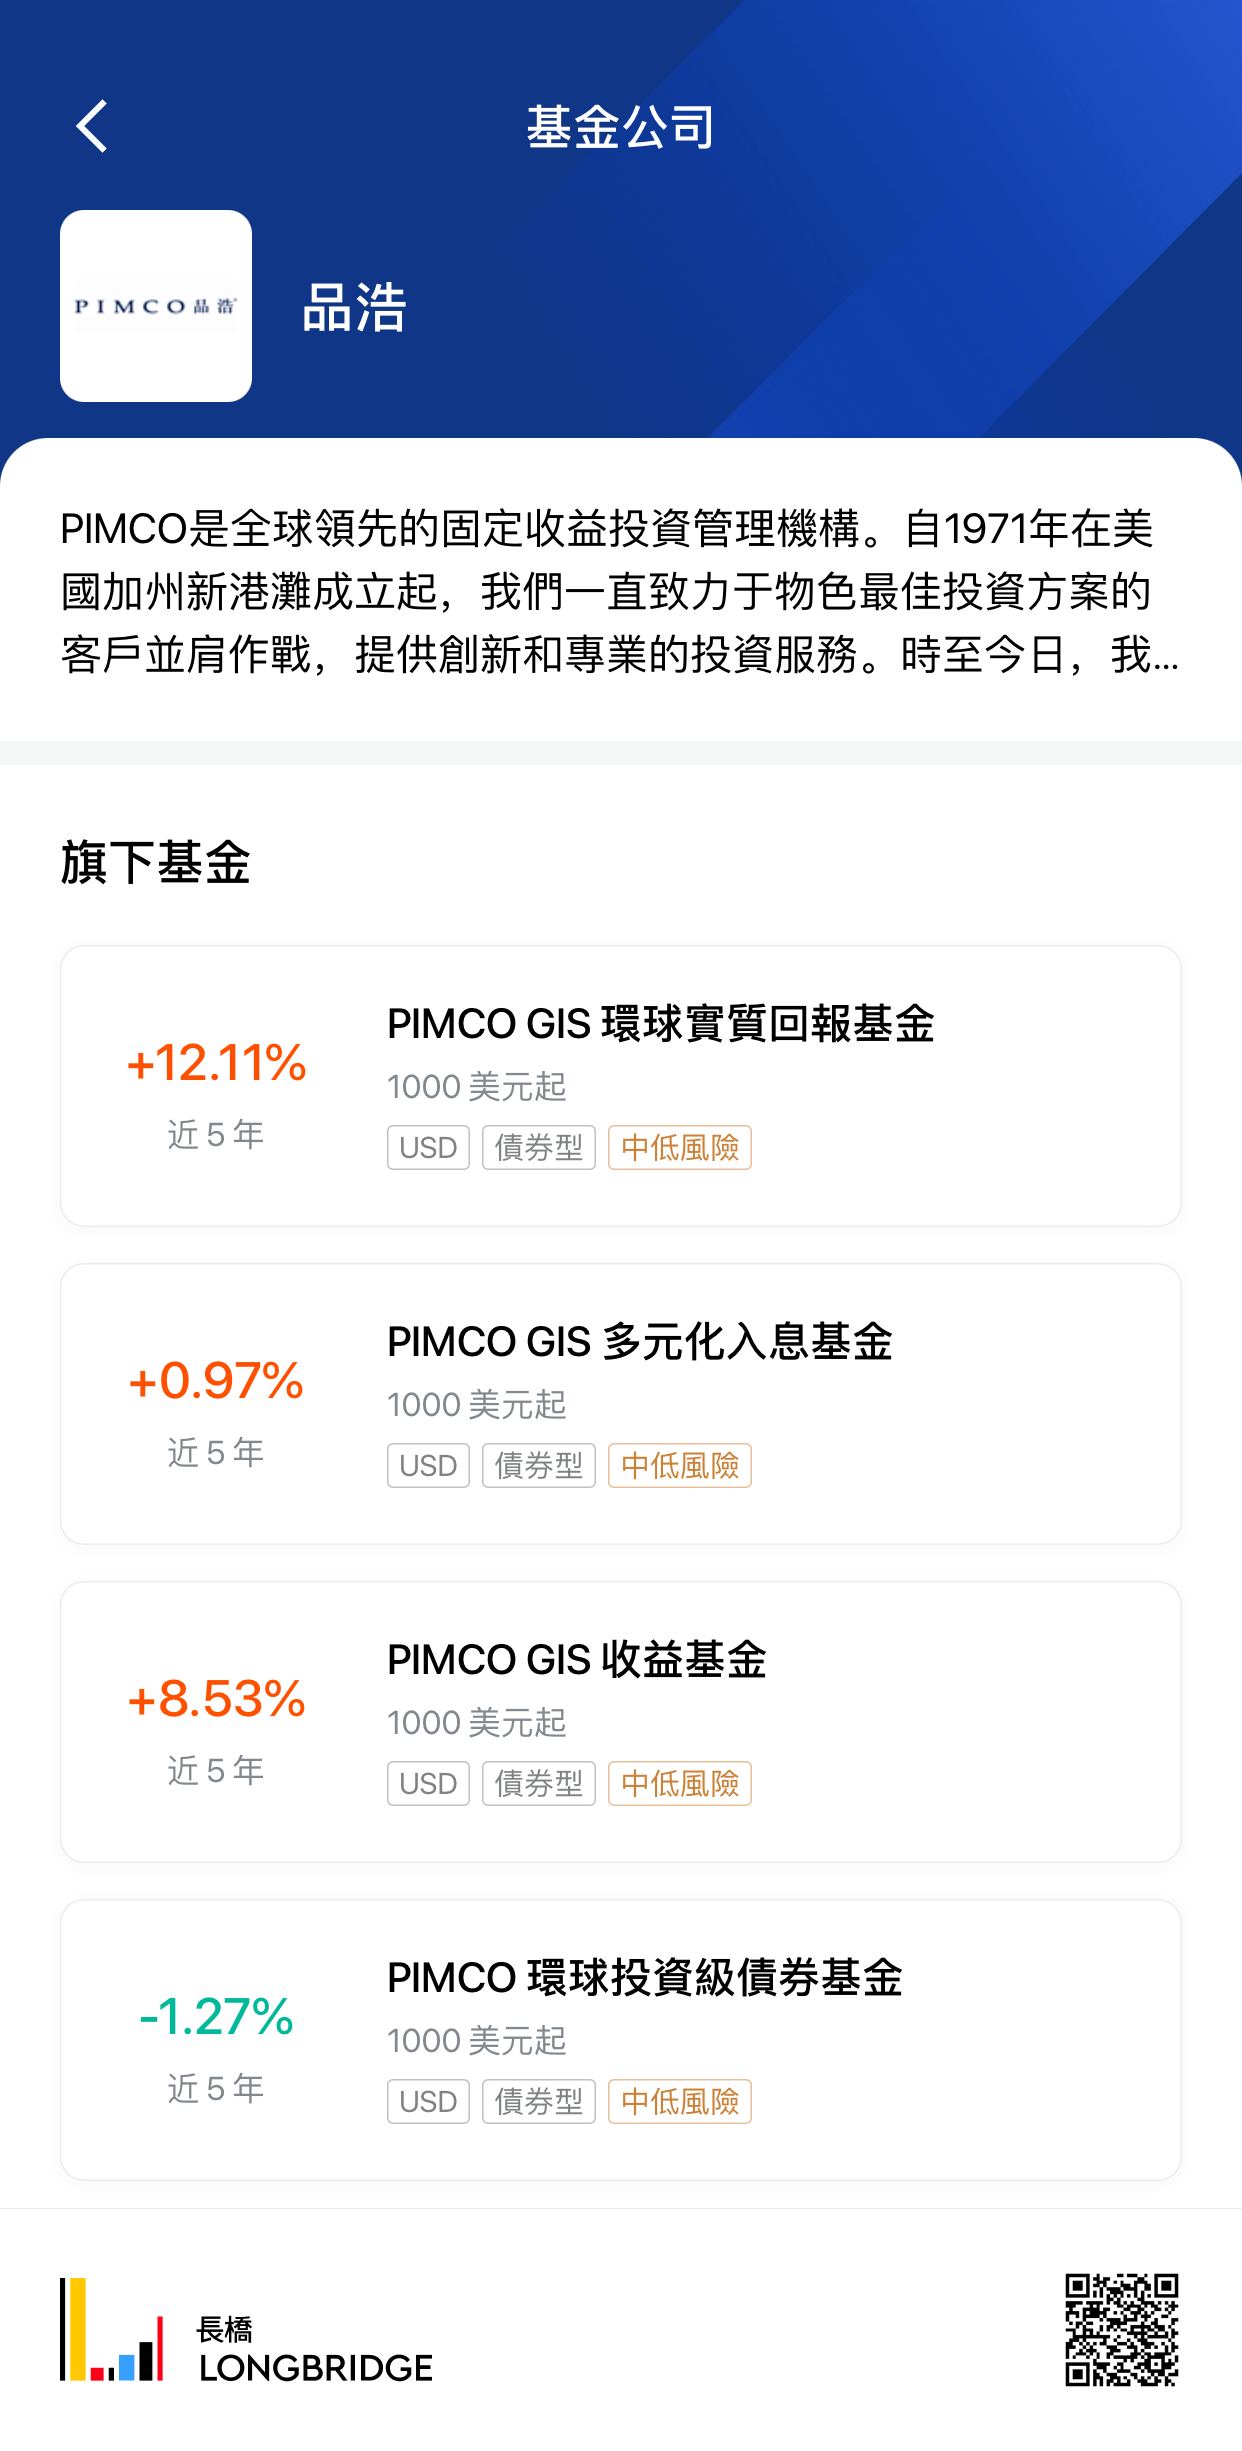 基金公司
PIMCO品浩
品浩
PIMCO是全球領先的固定收益投資管理機構。自1971年在美
國加州新港灘成立起，我們一直致力于物色最佳投資方案的
客戶並肩作戰，提供創新和專業的投資服務。時至今日，我...
旗下基金
PIMCO GIS 環球實質回報基金
+12.11%
1000 美元起
近 5 年
USD 債券型 中低風險
PIMCO GIS 多元化入息基金
+0.97%
1000 美元起
近 5 年
USD 債券型 中低風險
PIMCO GIS 收益基金
+8.53%
1000 美元起
近 5 年
USD 債券型 中低風險
PIMCO 環球投資級債券基金
-1.27%
1000 美元起
近 5 年
USD 債券型 中低風險
長橋
LONGBRIDGE